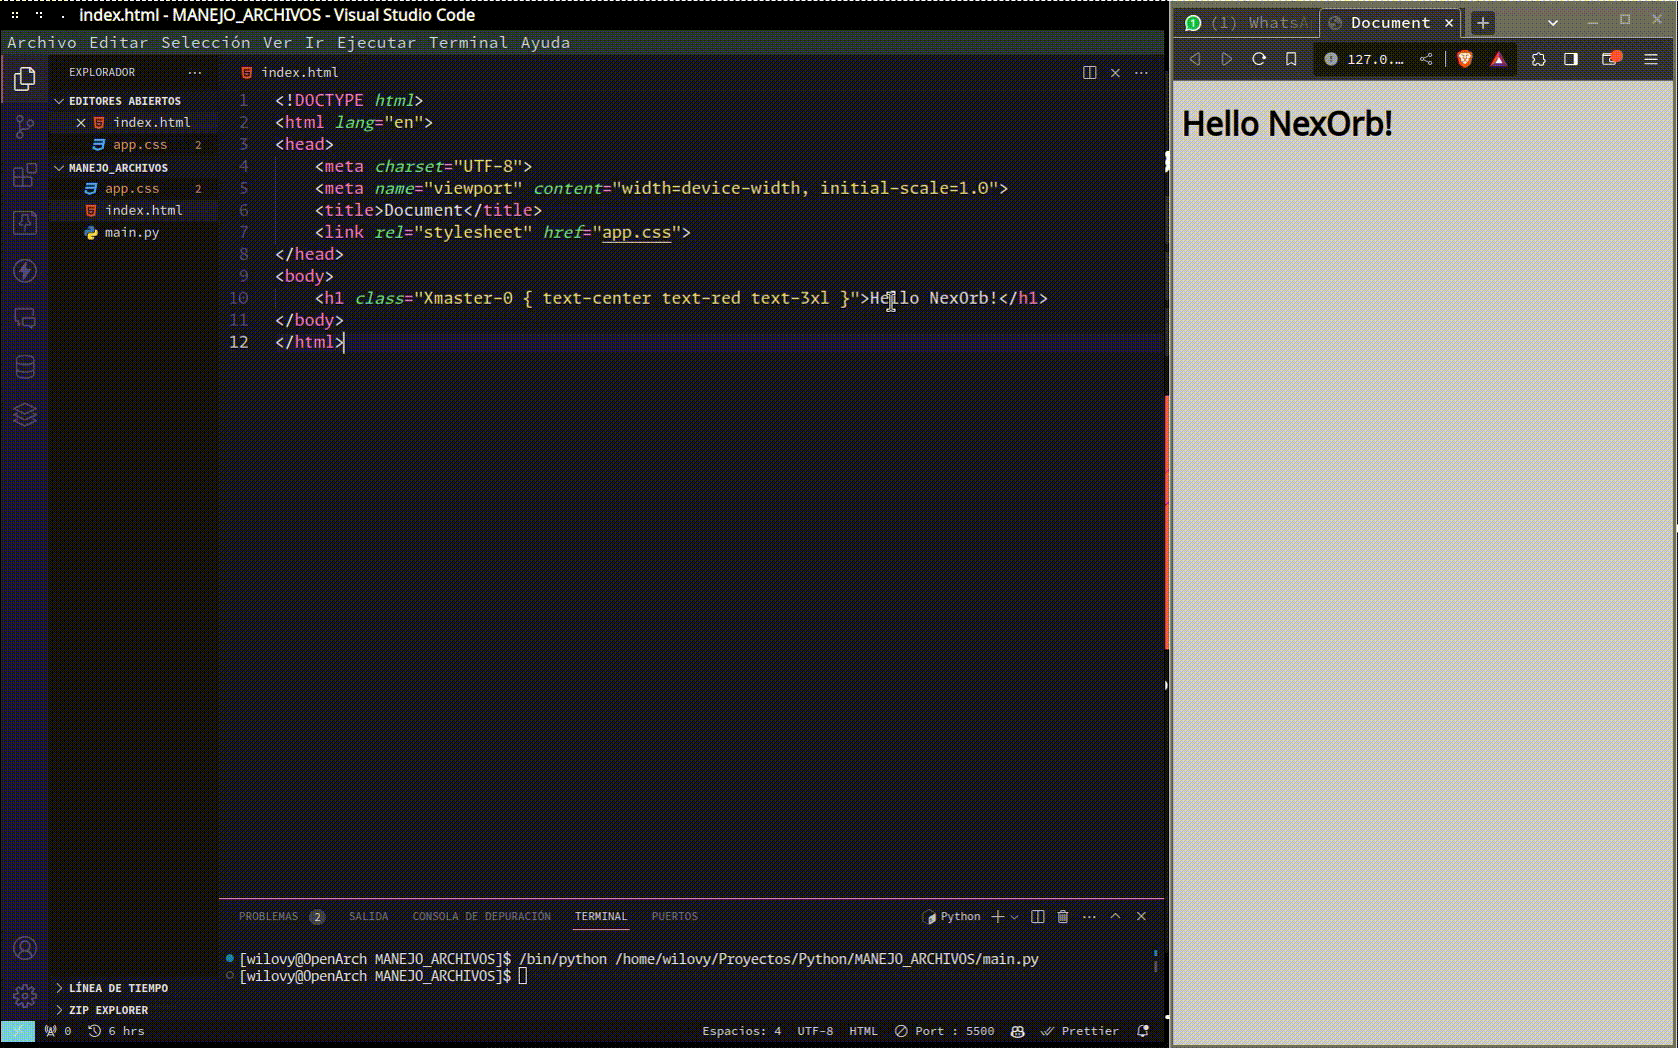 index.html - MANEJO_ARCHIVOS - Visual Studio Code
Archivo Editar Selección Ver Ir Ejecutar Terminal Ayuda
EXPLORADOR
EDITORES ABIERTOS
index.html
app.css 2
MANEJO_ARCHIVOS
app.css 2
index.html
main.py
LÍNEA DE TIEMPO
ZIP EXPLORER
index.html
1 <!DOCTYPE html>
2 <html lang="en">
3 <head>
4 <meta charset="UTF-8">
5 <meta name="viewport" content="width=device-width, initial-scale=1.0">
6 <title>Document</title>
7 <link rel="stylesheet" href="app.css">
8 </head>
9 <body>
10 <h1 class="Xmaster-0 { text-center text-red text-3xl }">Hello NexOrb!</h1>
11 </body>
12 </html>
PROBLEMAS 2 SALIDA CONSOLA DE DEPURACIÓN TERMINAL PUERTOS
Python
[wilovy@OpenArch MANEJO_ARCHIVOS]$ /bin/python /home/wilovy/Proyectos/Python/MANEJO_ARCHIVOS/main.py
[wilovy@OpenArch MANEJO_ARCHIVOS]$
0 6 hrs Espacios: 4 UTF-8 HTML Port : 5500 Prettier
1 (1) WhatsA Document
127.0.…
Hello NexOrb!